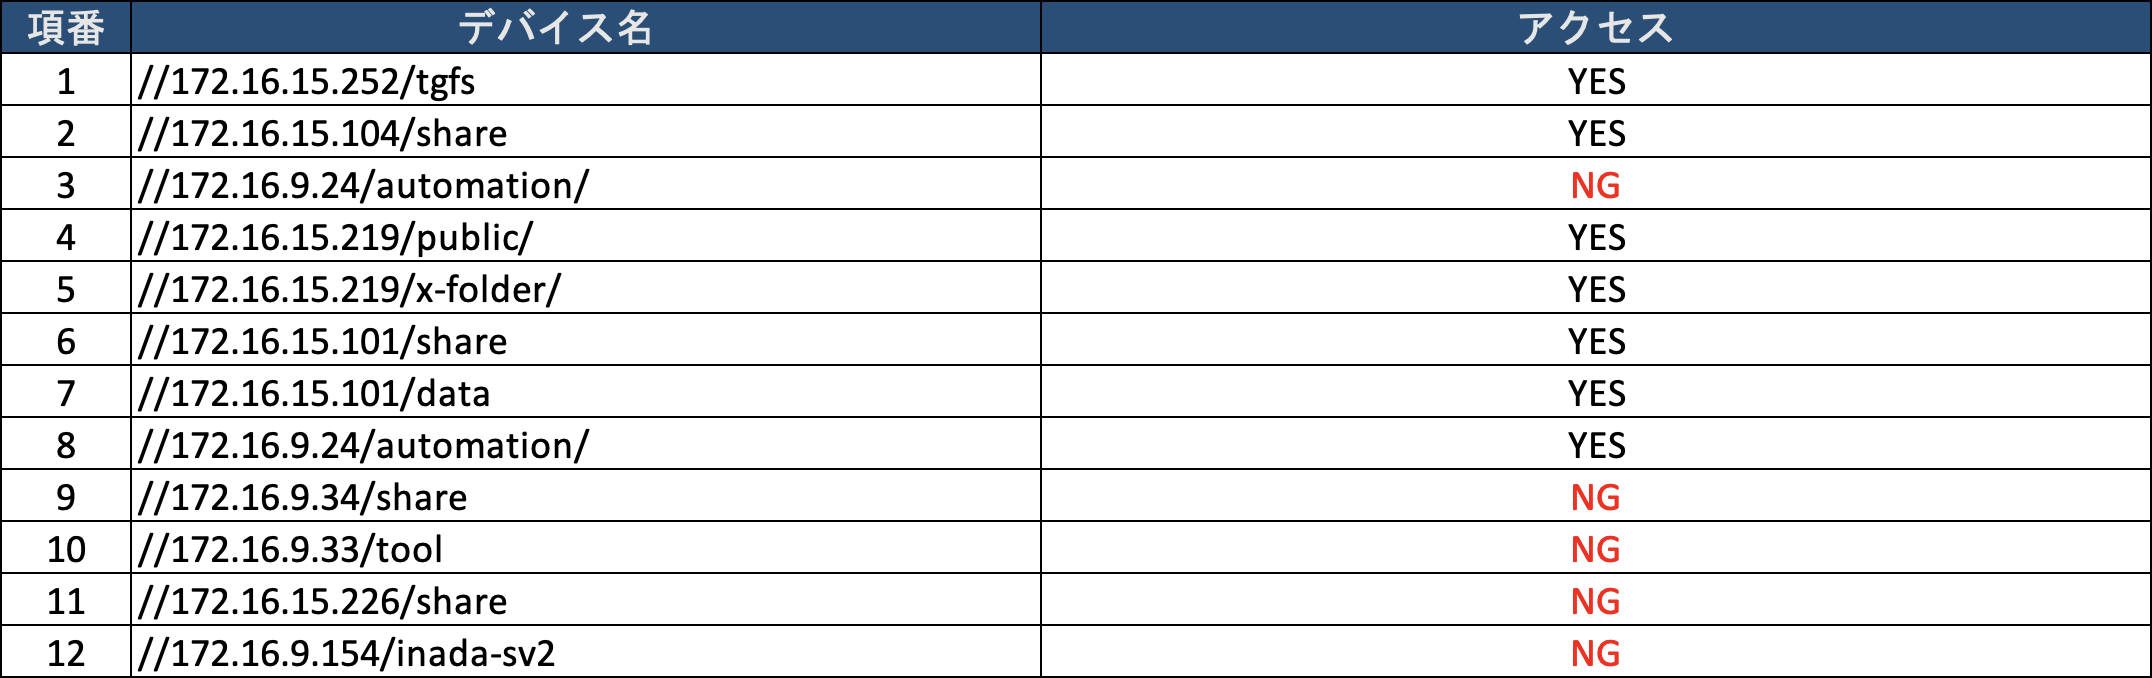 項番 デバイス名 アクセス
1 //172.16.15.252/tgfs YES
2 //172.16.15.104/share YES
3 //172.16.9.24/automation/ NG
4 //172.16.15.219/public/ YES
5 //172.16.15.219/x-folder/ YES
6 //172.16.15.101/share YES
7 //172.16.15.101/data YES
8 //172.16.9.24/automation/ YES
9 //172.16.9.34/share NG
10 //172.16.9.33/tool NG
11 //172.16.15.226/share NG
12 //172.16.9.154/inada-sv2 NG